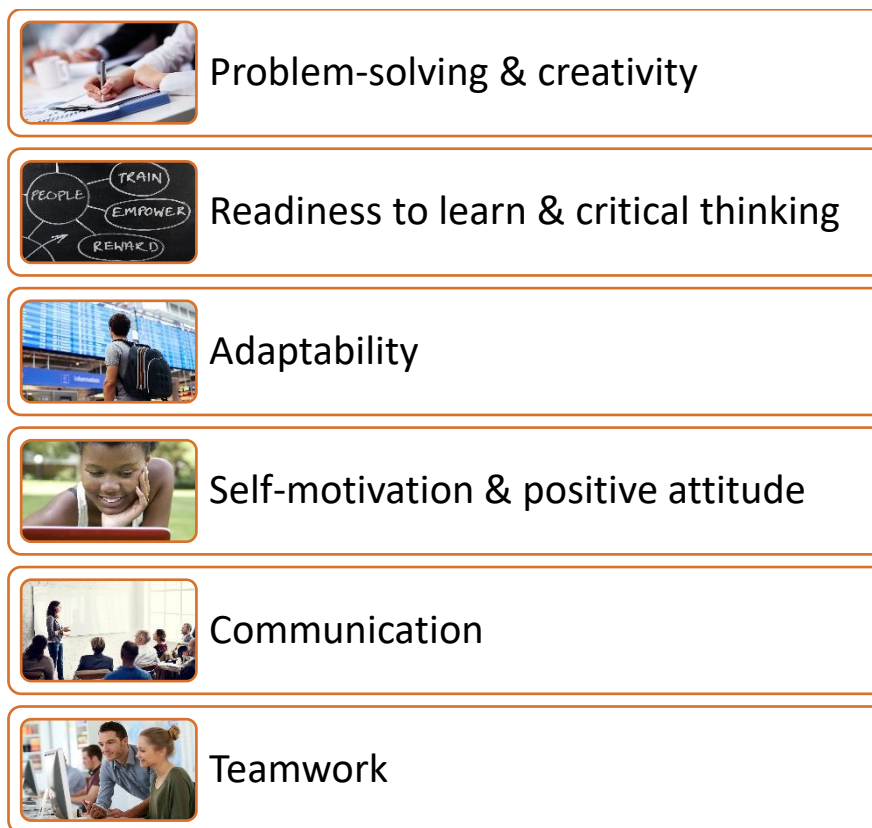 Problem-solving & creativity
PEOPLE
TRAIN
EMPOWER
REWARD
Readiness to learn & critical thinking
Adaptability
Information
Self-motivation & positive attitude
Communication
Teamwork